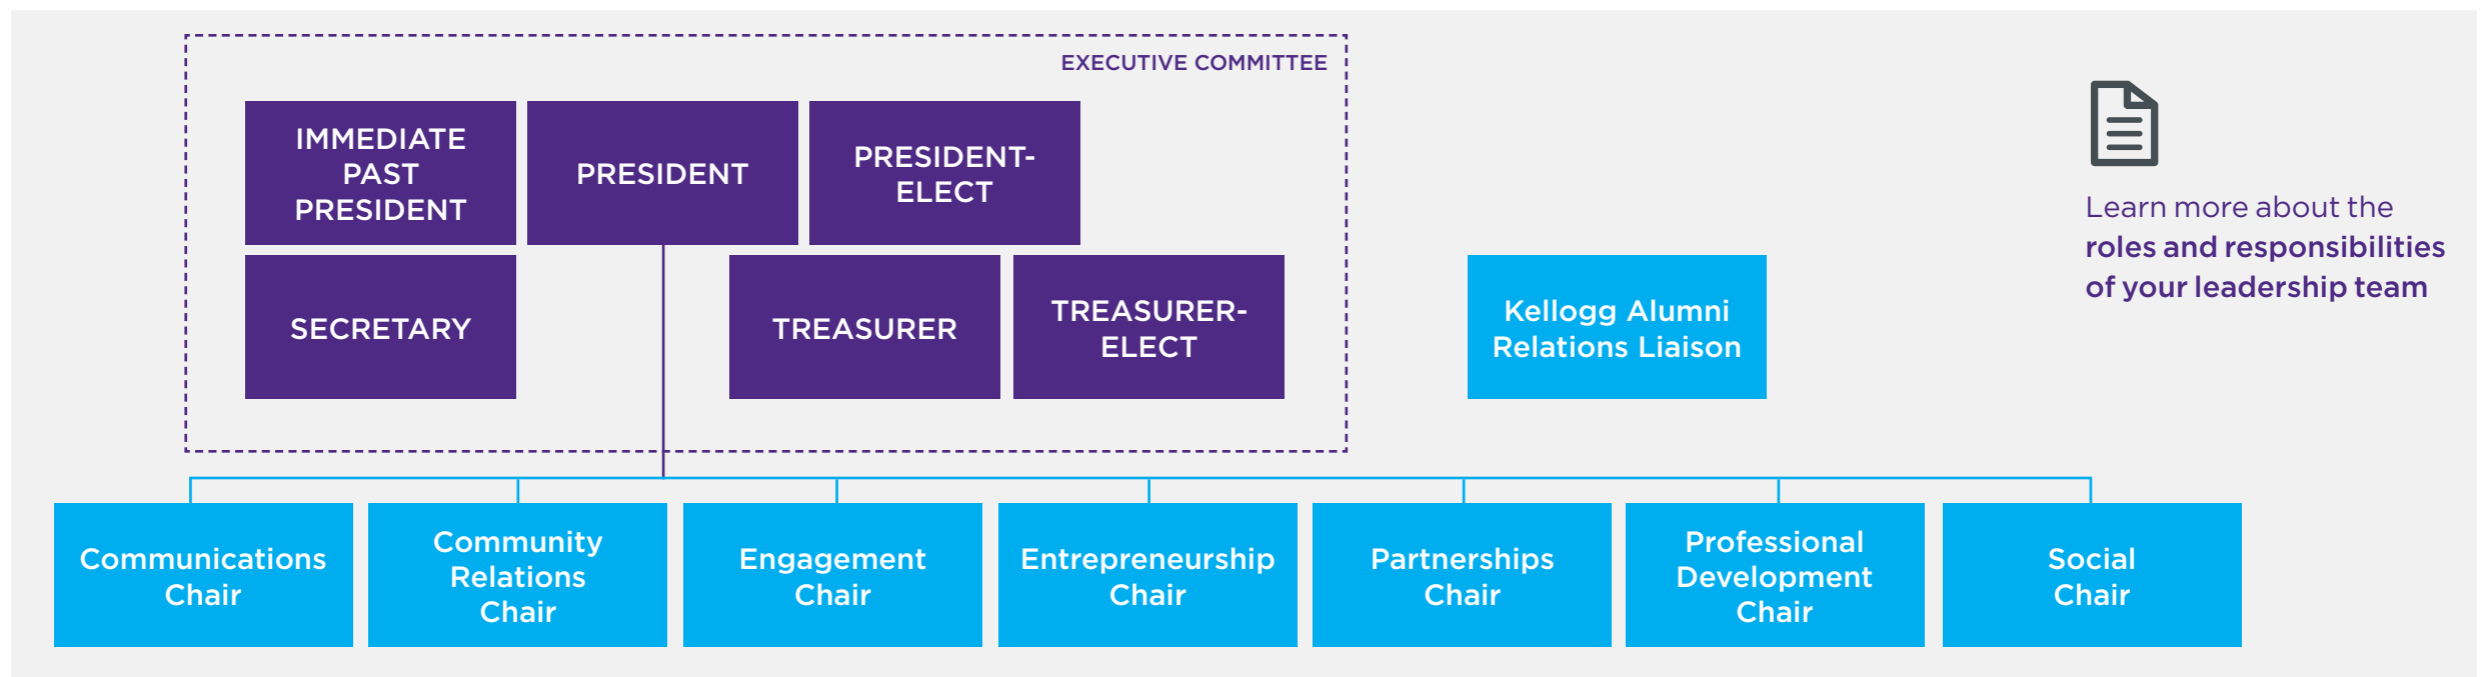 EXECUTIVE COMMITTEE
IMMEDIATE
PAST
PRESIDENT
PRESIDENT
PRESIDENT-
ELECT
SECRETARY
TREASURER
TREASURER-
ELECT
Kellogg Alumni
Relations Liaison
Learn more about the
roles and responsibilities
of your leadership team
Communications
Chair
Community
Relations
Chair
Engagement
Chair
Entrepreneurship
Chair
Partnerships
Chair
Professional
Development
Chair
Social
Chair